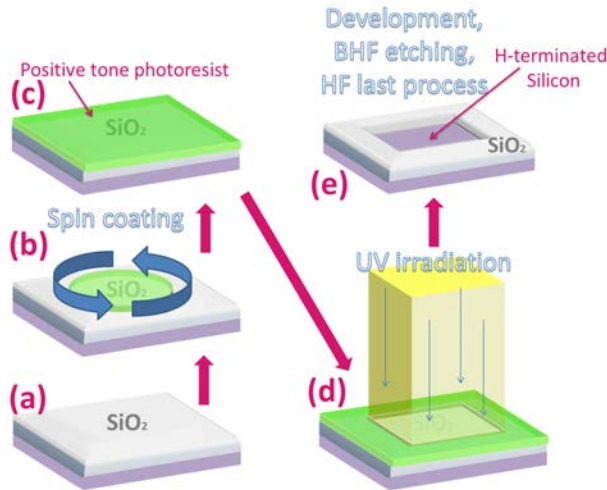 Positive tone photoresist
(c)
SiO₂
Spin coating
(b)
SiO₂
(a)
SiO₂
Development,
BHF etching,
HF last process
H-terminated
Silicon
SiO₂
(e)
UV irradiation
(d)
SiO₂